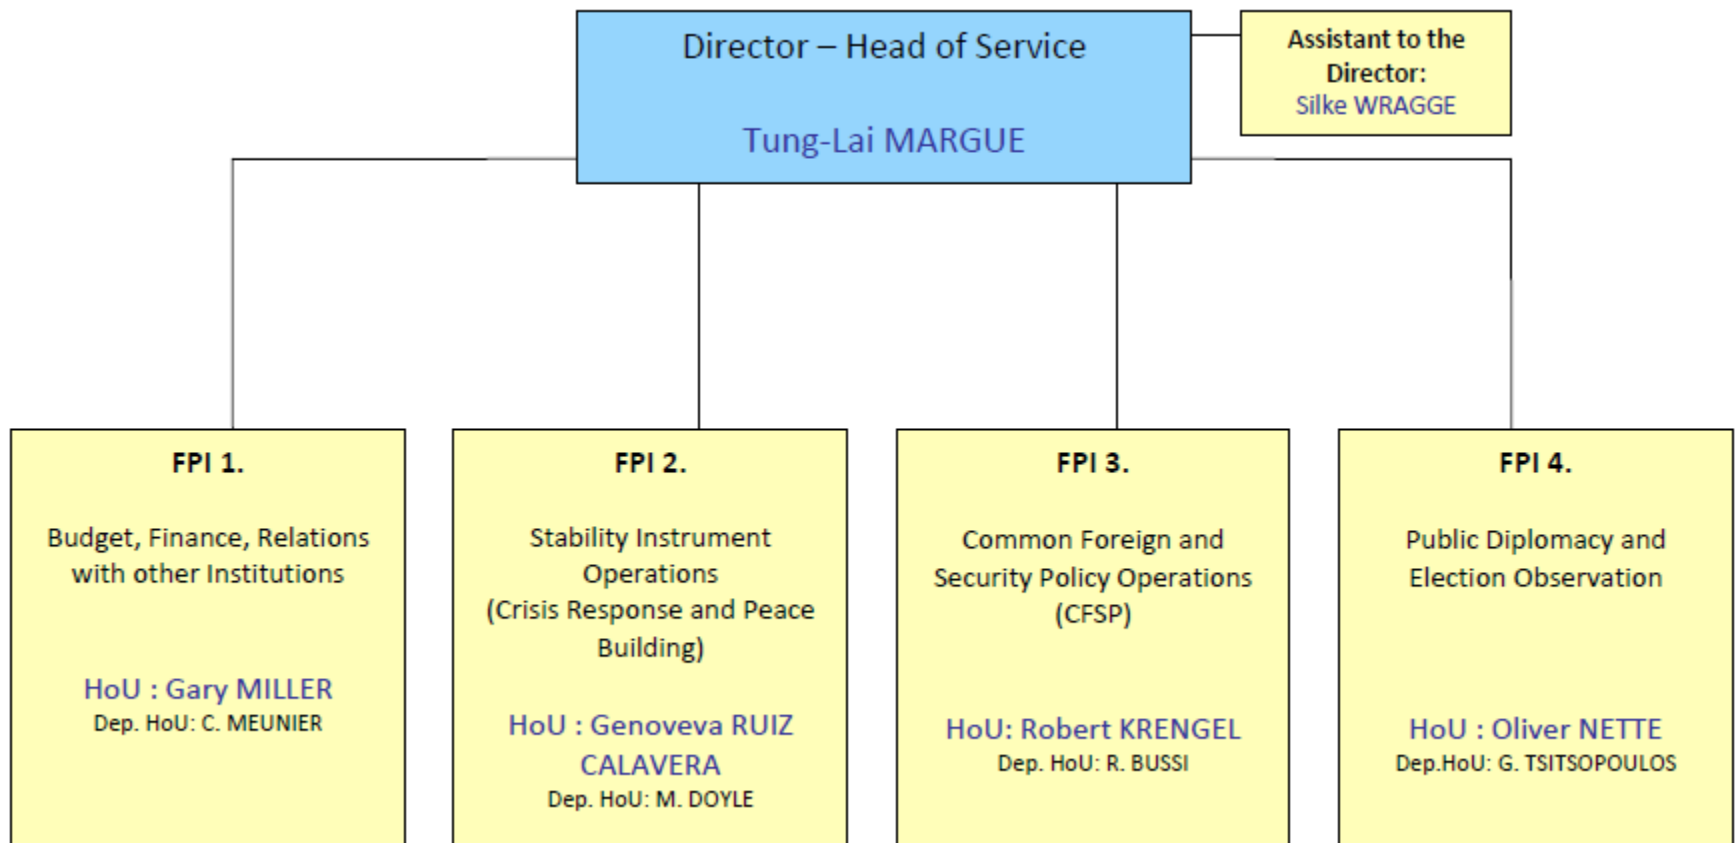 Director – Head of Service
Tung-Lai MARGUE
Assistant to the
Director:
Silke WRAGGE
FPI 1.
Budget, Finance, Relations
with other Institutions
HoU : Gary MILLER
Dep. HoU: C. MEUNIER
FPI 2.
Stability Instrument
Operations
(Crisis Response and Peace
Building)
HoU : Genoveva RUIZ
CALAVERA
Dep. HoU: M. DOYLE
FPI 3.
Common Foreign and
Security Policy Operations
(CFSP)
HoU: Robert KRENGEL
Dep. HoU: R. BUSSI
FPI 4.
Public Diplomacy and
Election Observation
HoU : Oliver NETTE
Dep.HoU: G. TSITSOPOULOS